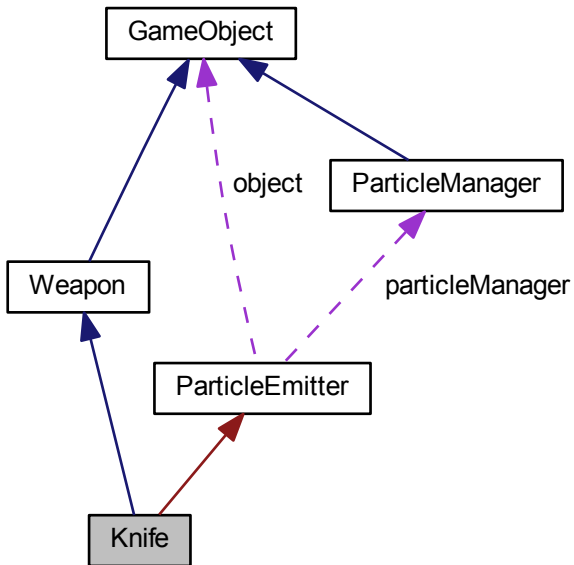 GameObject
object
ParticleManager
Weapon
particleManager
ParticleEmitter
Knife